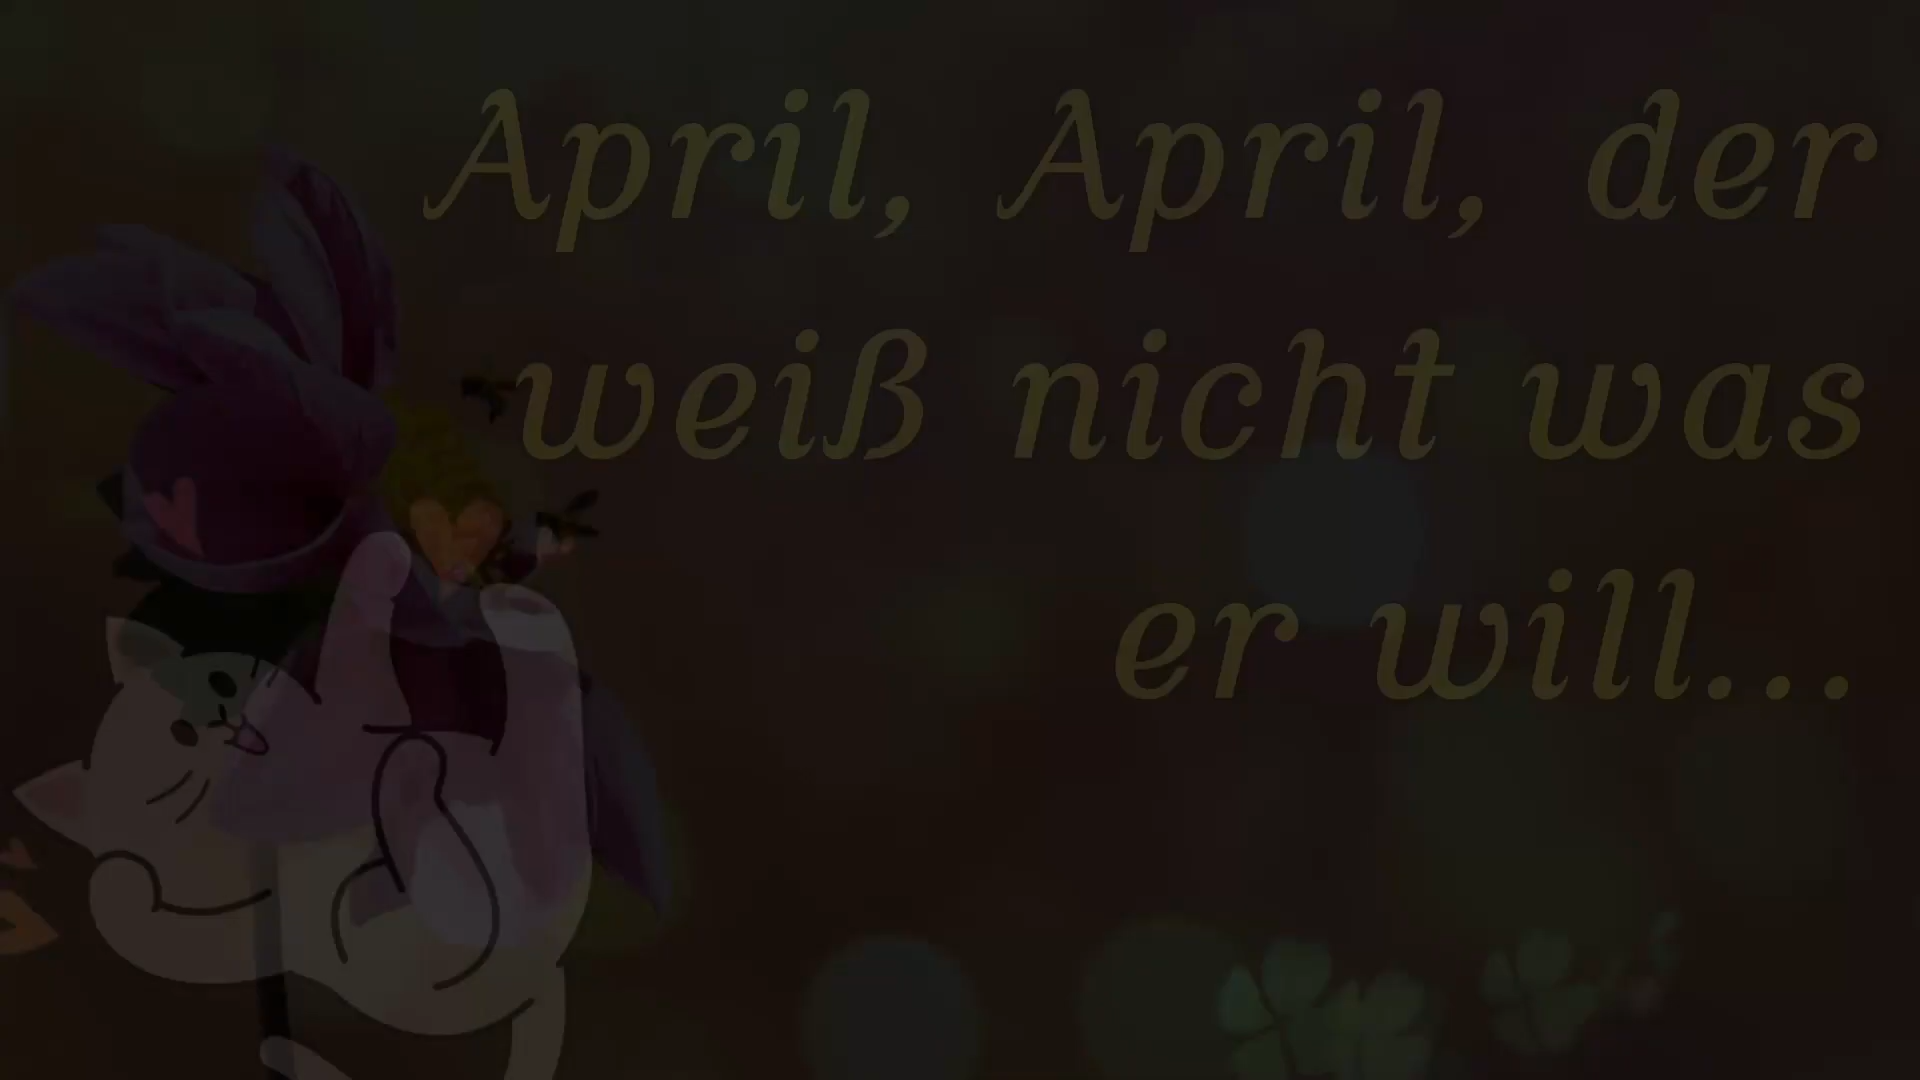 April, April, der
weiß nicht was
er will...